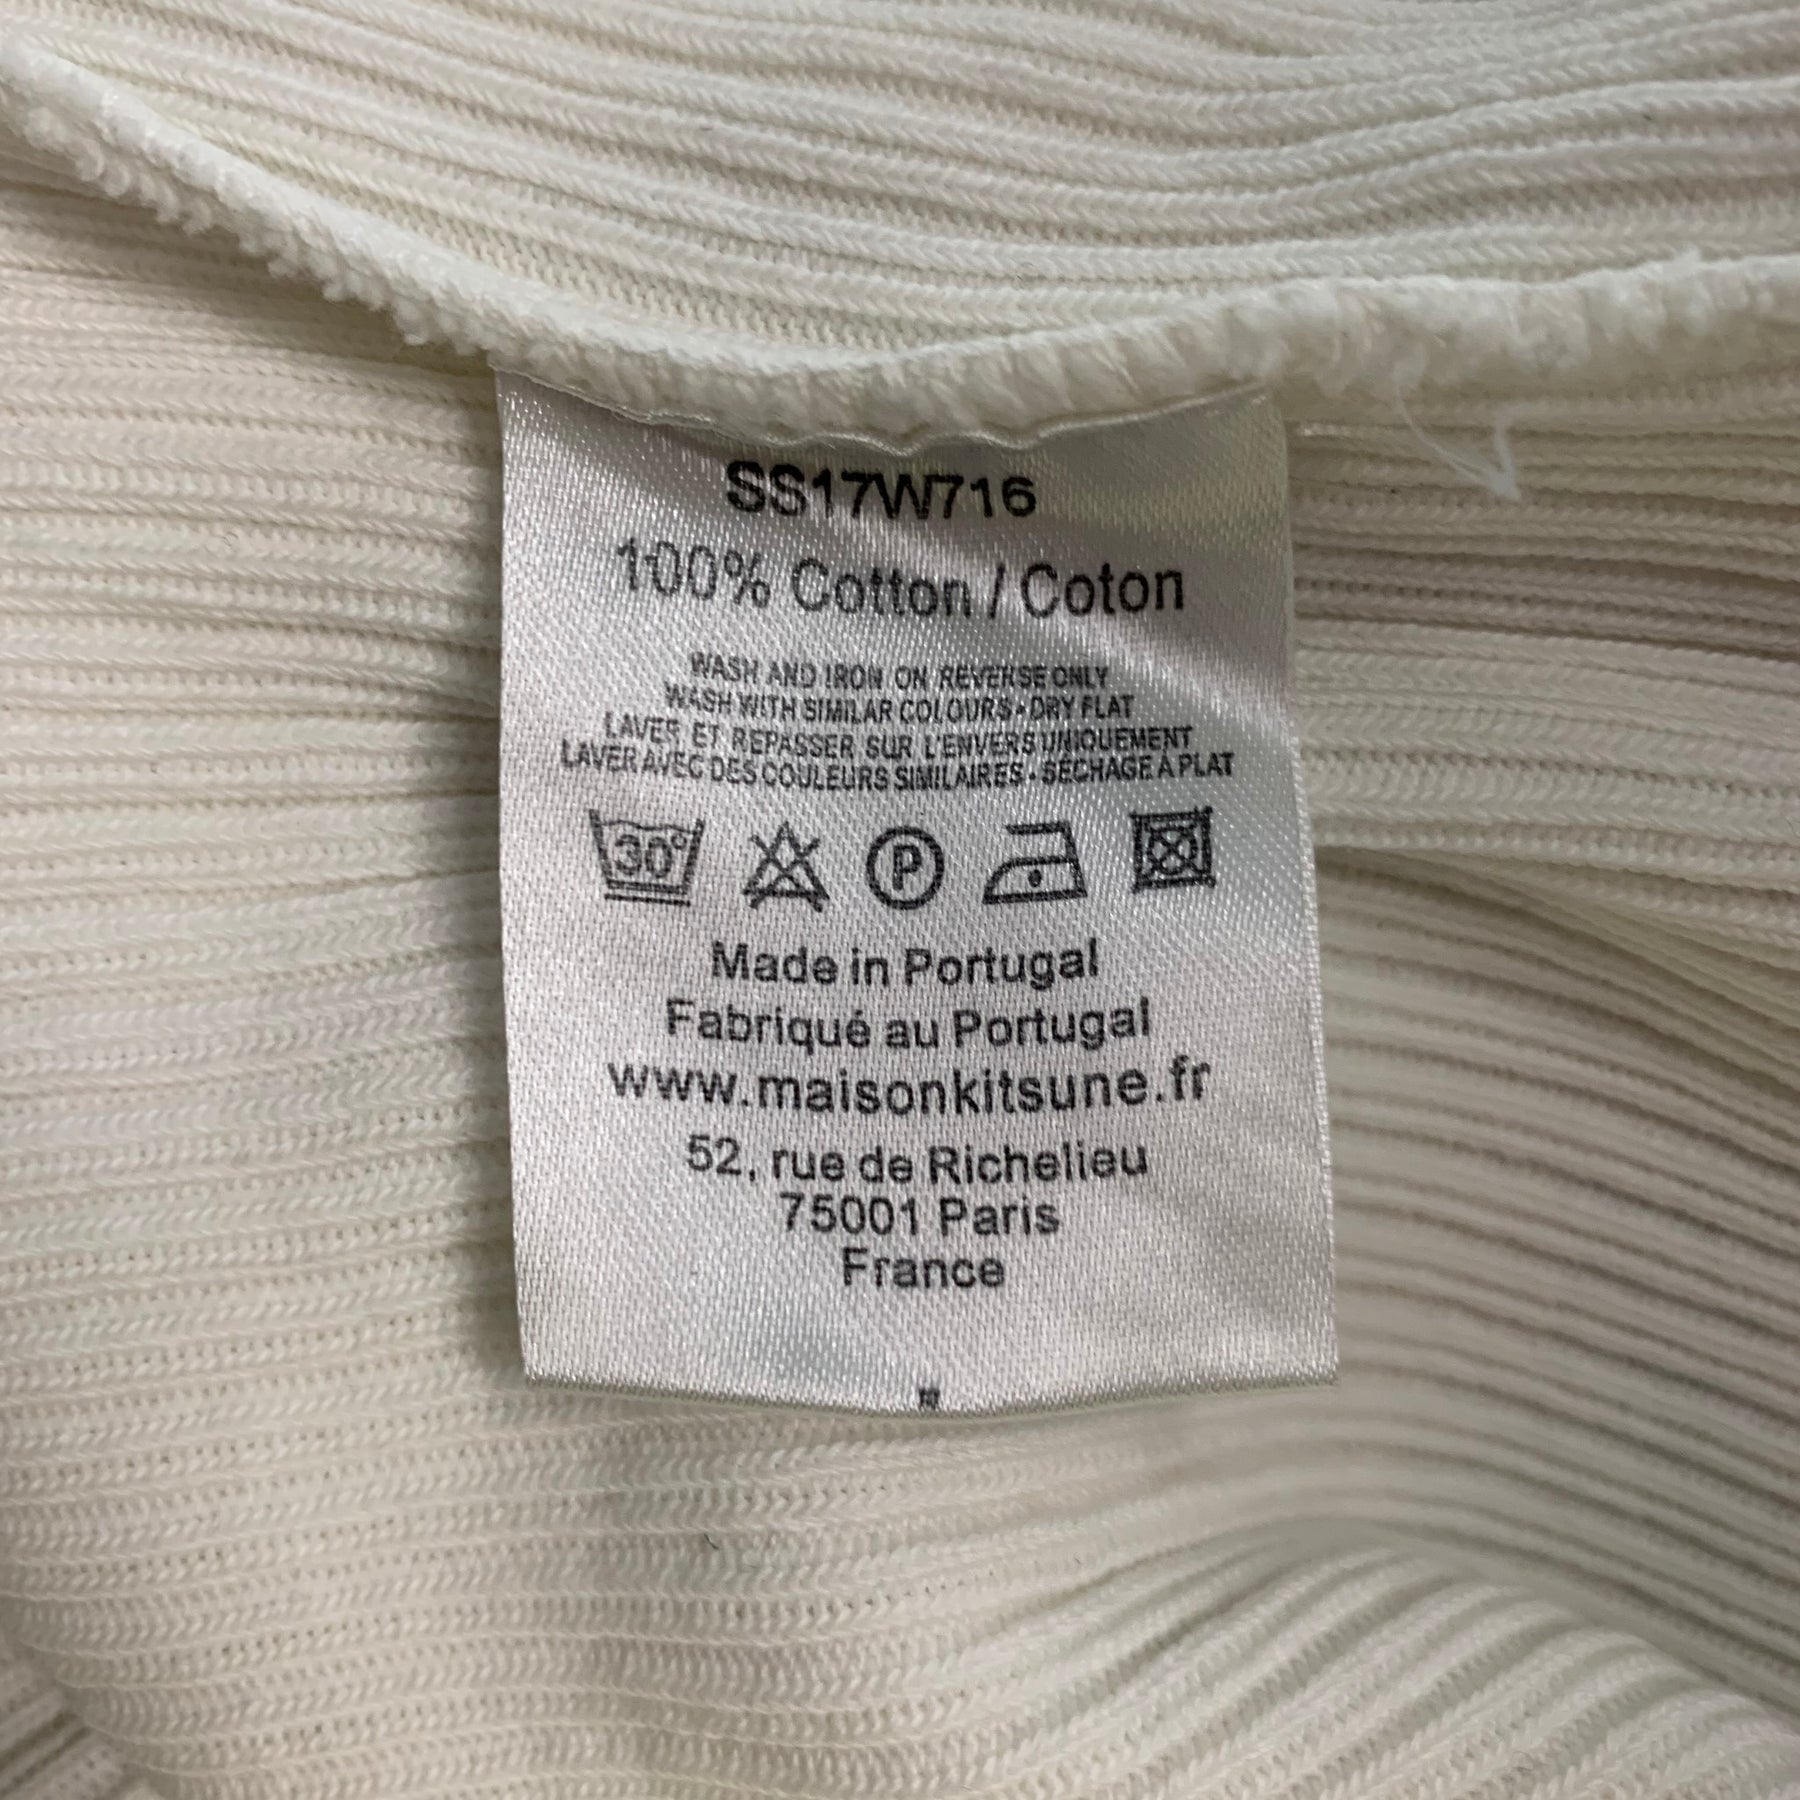 SS17W716
100% Cotton / Coton
WASH AND IRON ON REVERSE ONLY
WASH WITH SIMILAR COLOURS • DRY FLAT
LAVER ET REPASSER SUR L'ENVERS UNIQUEMENT
LAVER AVEC DES COULEURS SIMILAIRES • SÉCHAGE À PLAT
30° P
Made in Portugal
Fabriqué au Portugal
www.maisonkitsune.fr
52, rue de Richelieu
75001 Paris
France